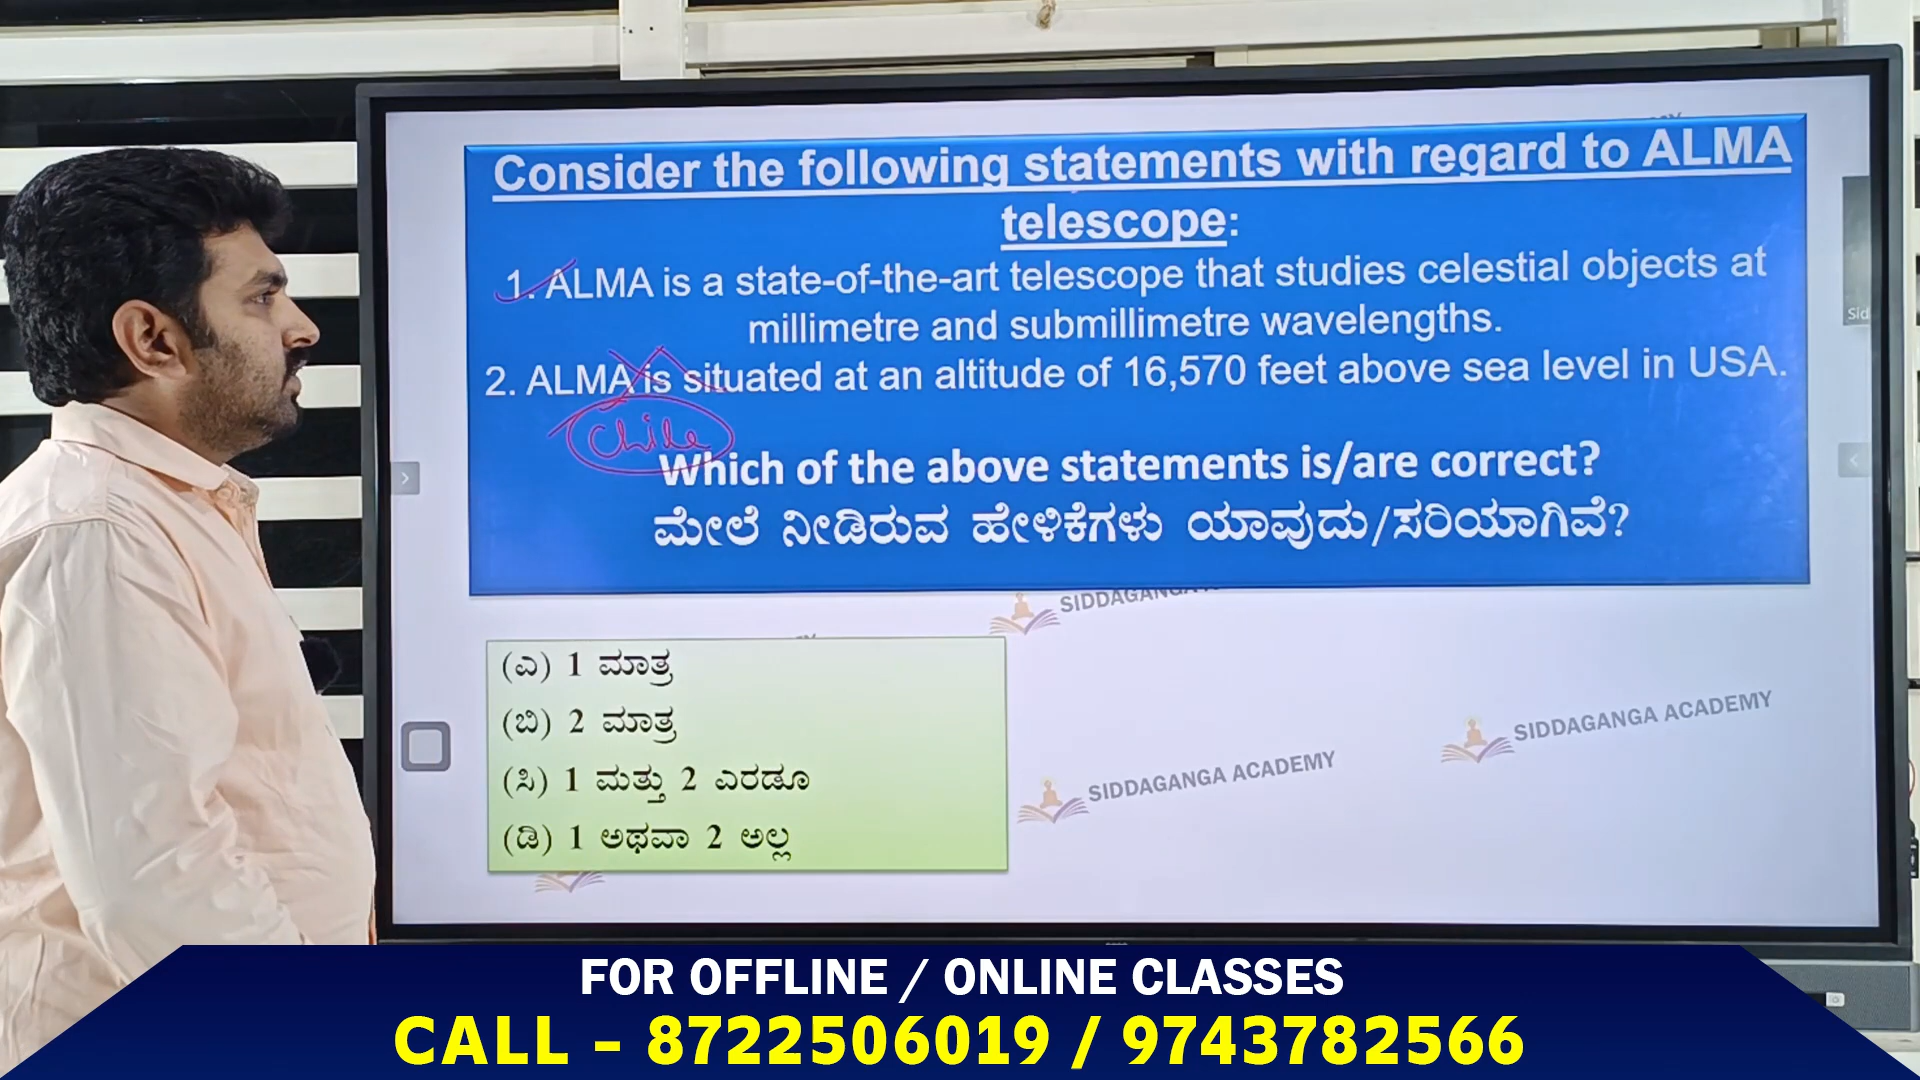 Consider the following statements with regard to ALMA
telescope:
1. ALMA is a state-of-the-art telescope that studies celestial objects at
millimetre and submillimetre wavelengths.
2. ALMA is situated at an altitude of 16,570 feet above sea level in USA.
Chile
Which of the above statements is/are correct?
ಮೇಲೆ ನೀಡಿರುವ ಹೇಳಿಕೆಗಳು ಯಾವುದು/ಸರಿಯಾಗಿವೆ?
SIDDAGANGA
(ಎ) 1 ಮಾತ್ರ
(ಬಿ) 2 ಮಾತ್ರ
(ಸಿ) 1 ಮತ್ತು 2 ಎರಡೂ
(ಡಿ) 1 ಅಥವಾ 2 ಅಲ್ಲ
SIDDAGANGA ACADEMY
SIDDAGANGA ACADEMY
Sid
FOR OFFLINE / ONLINE CLASSES
CALL - 8722506019 / 9743782566